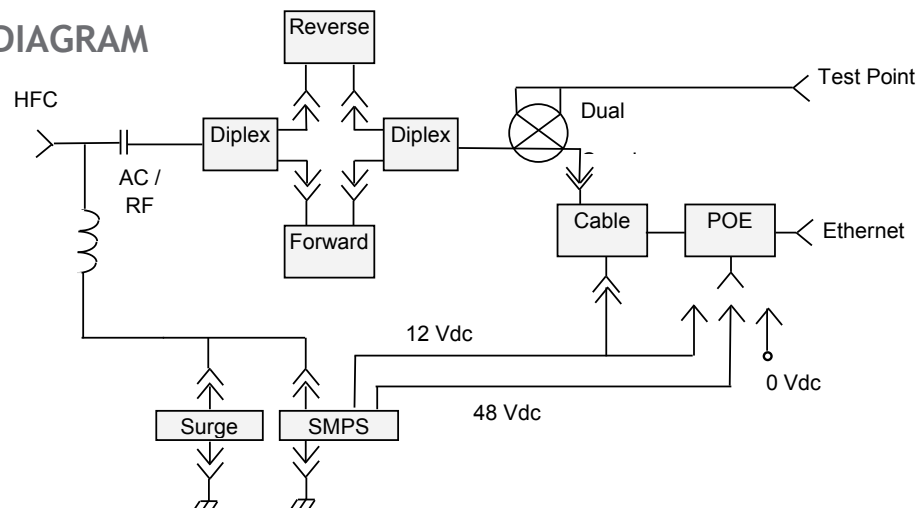 DIAGRAM
Reverse
Test Point
HFC
Dual
Diplex
Diplex
AC /
RF
Cable
POE
Ethernet
Forward
12 Vdc
0 Vdc
48 Vdc
Surge
SMPS